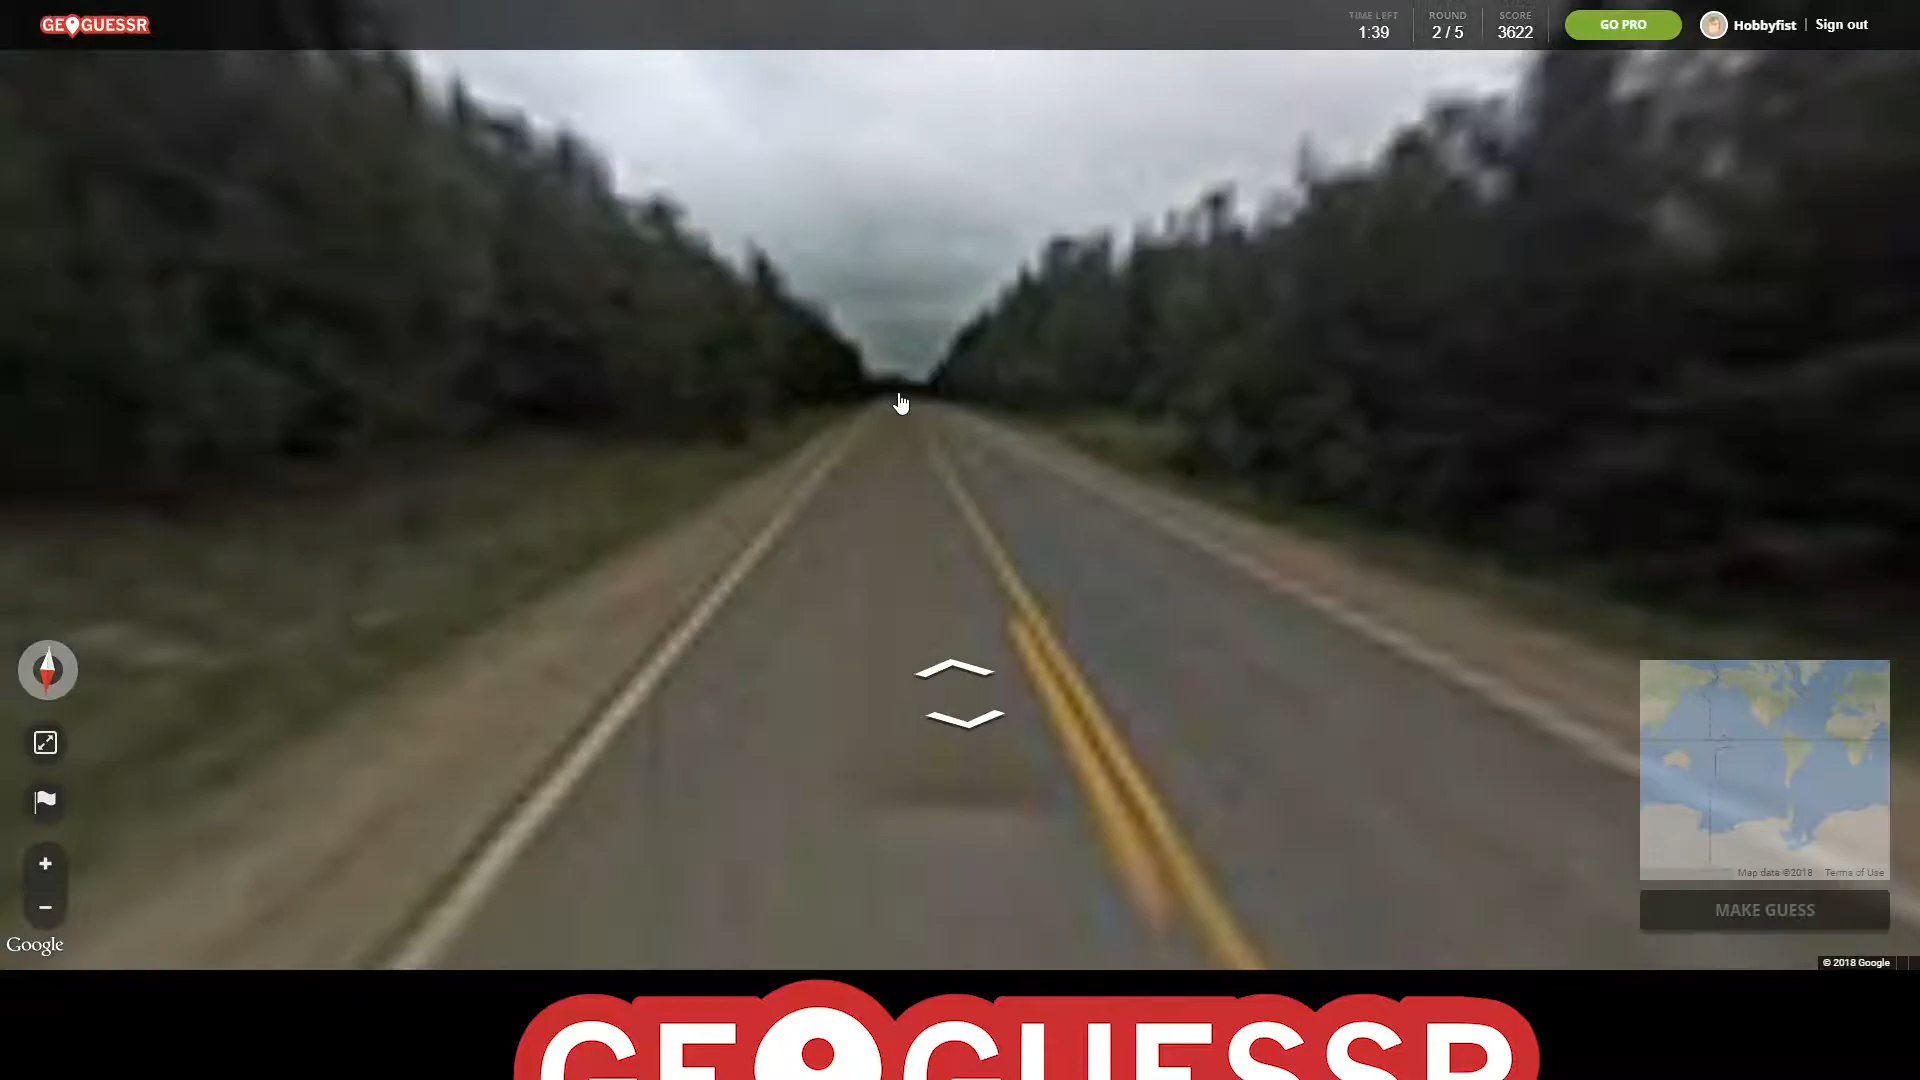 GEOGUESSR
TIME LEFT
1:39
ROUND
2 / 5
SCORE
3622
GO PRO
Hobbyfist
Sign out
Map data ©2018 Terms of Use
MAKE GUESS
Google
© 2018 Google
GEOGUESSR